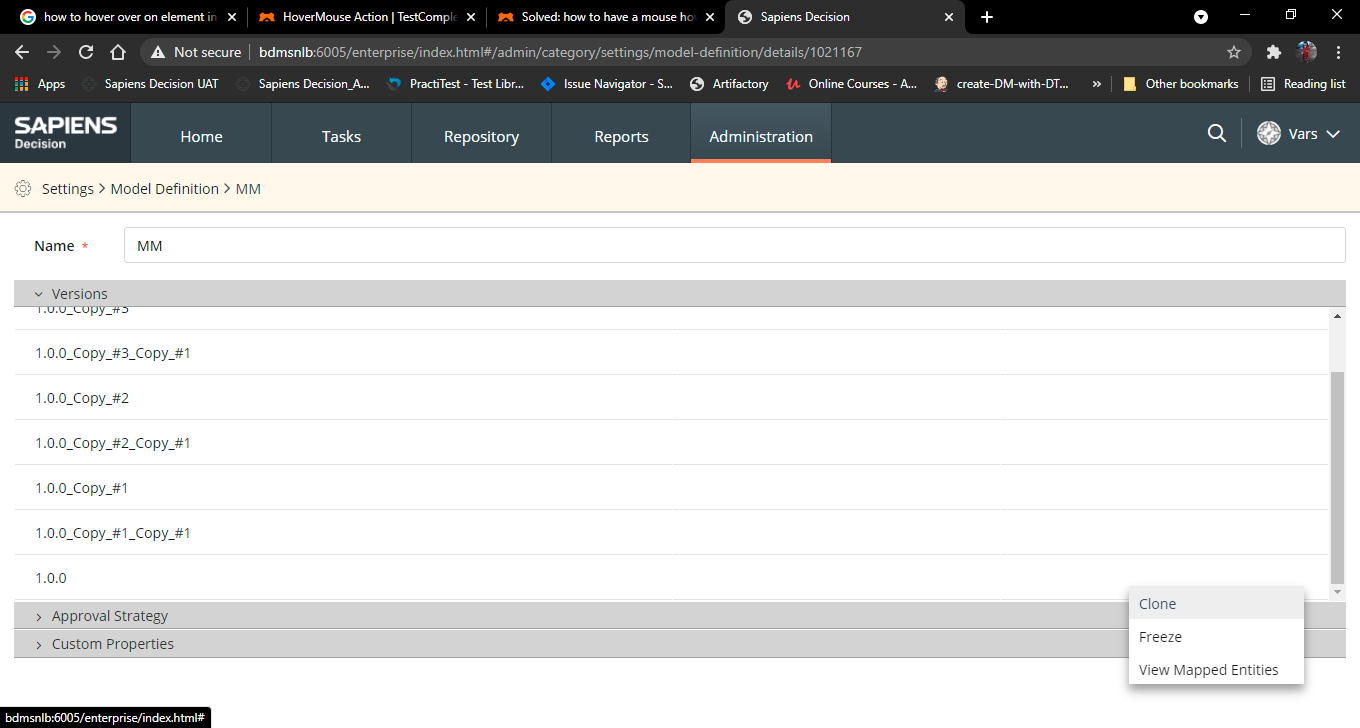 how to hover over on element in
HoverMouse Action | TestComple
Solved: how to have a mouse hov
Sapiens Decision
Not secure
bdmsnlb:6005/enterprise/index.html#/admin/category/settings/model-definition/details/1021167
Apps
Sapiens Decision UAT
Sapiens Decision_A...
PractiTest - Test Libr...
Issue Navigator - S...
Artifactory
Online Courses - A...
create-DM-with-DT...
»
Other bookmarks
Reading list
SAPIENS
Decision
Home
Tasks
Repository
Reports
Administration
Vars
Settings > Model Definition > MM
Name *
MM
Versions
1.0.0_Copy_#3
1.0.0_Copy_#3_Copy_#1
1.0.0_Copy_#2
1.0.0_Copy_#2_Copy_#1
1.0.0_Copy_#1
1.0.0_Copy_#1_Copy_#1
1.0.0
Approval Strategy
Custom Properties
Clone
Freeze
View Mapped Entities
bdmsnlb:6005/enterprise/index.html#